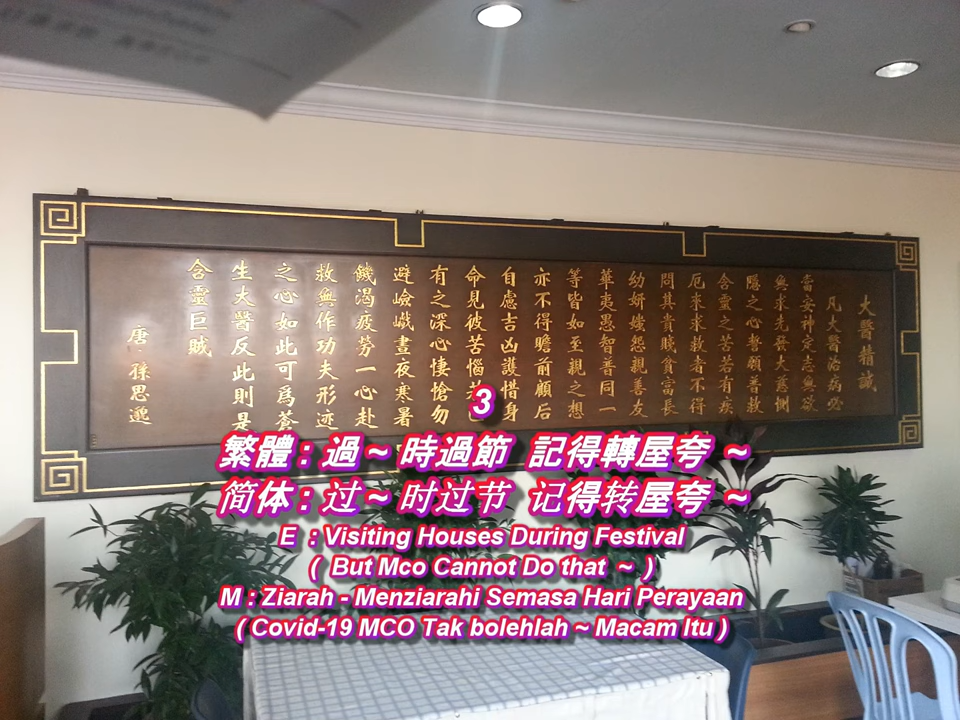 大醫精誠
凡大醫治病必
當安神定志無欲
無求先發大慈惻
隱之心誓願普救
含靈之苦若有疾
厄來求救者不得
問其貴賤貧富長
幼妍媸怨親善友
華夷愚智普同一
等皆如至親之想
亦不得瞻前顧后
自慮吉凶護惜身
命見彼苦惱若己
有之深心悽愴勿
避嶮巇晝夜寒暑
饑渴疲勞一心赴
救無作功夫形迹
之心如此可爲蒼
生大醫反此則是
含靈巨賊
唐·孫思邈
3
繁體 : 過 ~ 時過節 記得轉屋夸 ~
简体 : 过 ~ 时过节 记得转屋夸 ~
E : Visiting Houses During Festival
( But Mco Cannot Do that ~ )
M : Ziarah - Menziarahi Semasa Hari Perayaan
( Covid-19 MCO Tak bolehlah ~ Macam Itu )